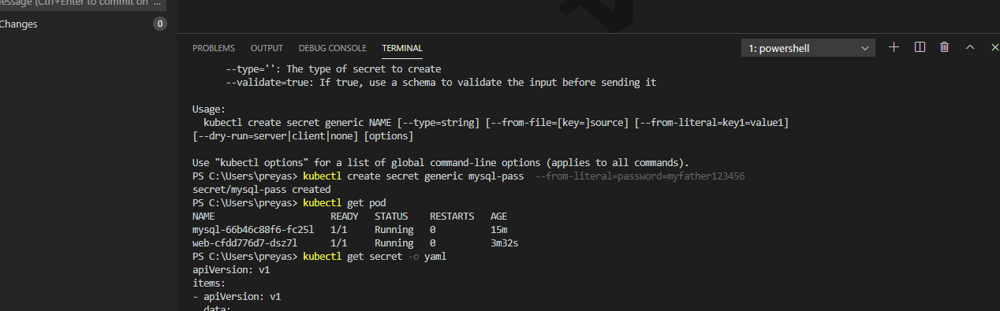 essage (Ctrl+Enter to commit on ...
Changes 0
PROBLEMS OUTPUT DEBUG CONSOLE TERMINAL 1: powershell
--type='': The type of secret to create
--validate=true: If true, use a schema to validate the input before sending it
Usage:
kubectl create secret generic NAME [--type=string] [--from-file=[key=]source] [--from-literal=key1=value1]
[--dry-run=server|client|none] [options]
Use "kubectl options" for a list of global command-line options (applies to all commands).
PS C:\Users\preyas> kubectl create secret generic mysql-pass --from-literal=password=myfather123456
secret/mysql-pass created
PS C:\Users\preyas> kubectl get pod
NAME READY STATUS RESTARTS AGE
mysql-66b46c88f6-fc25l 1/1 Running 0 15m
web-cfdd776d7-dsz7l 1/1 Running 0 3m32s
PS C:\Users\preyas> kubectl get secret -o yaml
apiVersion: v1
items:
- apiVersion: v1
data: